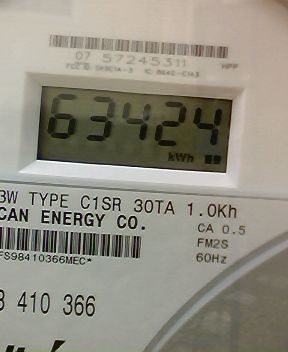 07 57245311
HPP
63424
kWh
3W TYPE C1SR 30TA 1.0Kh
CAN ENERGY CO.
CA 0.5
FM2S
60Hz
FS98410366MEC*
410 366